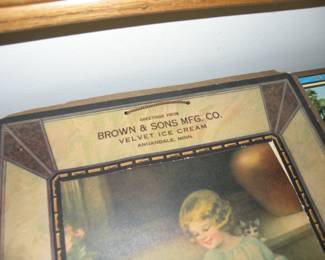 GREETINGS FROM
BROWN & SONS MFG. CO.
VELVET ICE CREAM
ANNANDALE, MINN.